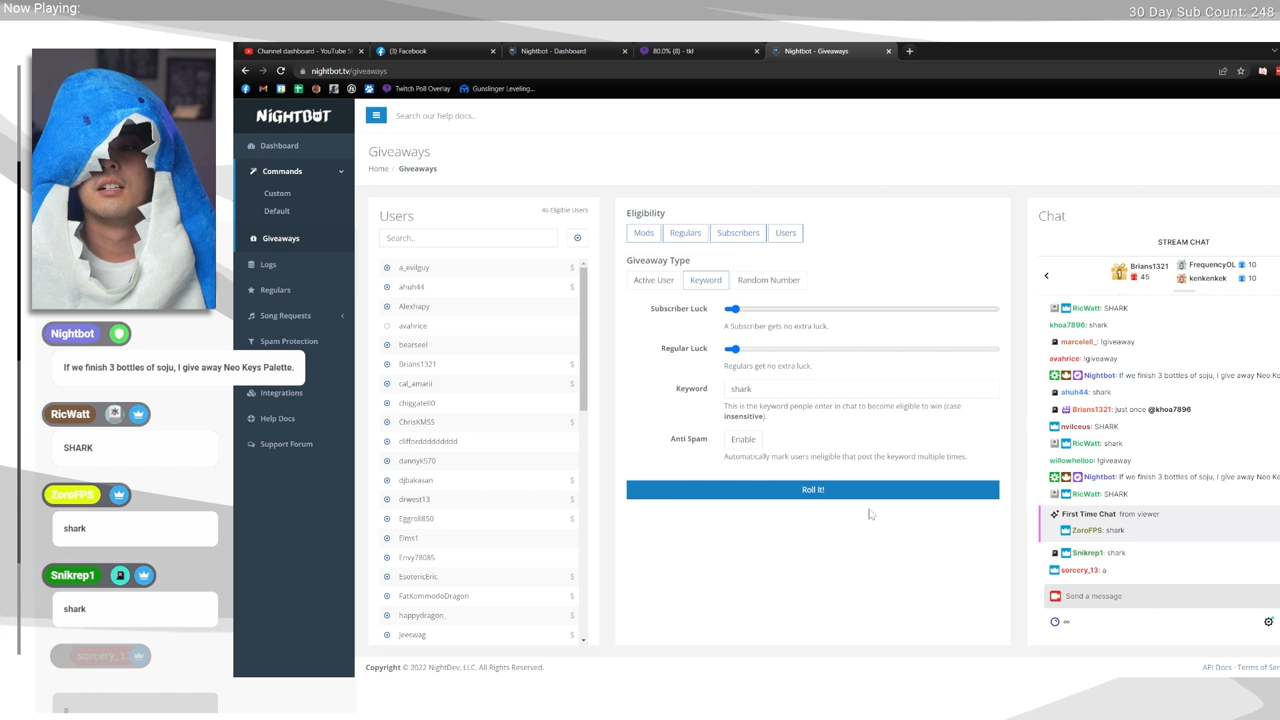 Now Playing:
30 Day Sub Count: 248
Channel dashboard - YouTube St
(3) Facebook
Nightbot - Dashboard
80.0% - tkl
Nightbot - Giveaways
nightbot.tv/giveaways
Twitch Poll Overlay
Gunslinger Leveling...
NIGHTBOT
Search our help docs..
Dashboard
Commands
Custom
Default
Giveaways
Logs
Regulars
Song Requests
Spam Protection
Integrations
Help Docs
Support Forum
Giveaways
Home / Giveaways
Users
46 Eligible Users
Search..
a_evilguy $
ahuh44 $
Alexhapy
avahrice
bearseel
Brians1321 $
cal_amarii $
chiggatell0
ChrisKMSS $
clifforddddddddd
dannyk570
djbakasan $
drwest13 $
Eggroll850 $
Elms1
Envy78085
EsotericEric $
FatKommodoDragon $
happydragon_ $
Jeeswag $
Eligibility
Mods
Regulars
Subscribers
Users
Giveaway Type
Active User
Keyword
Random Number
Subscriber Luck
A Subscriber gets no extra luck.
Regular Luck
Regulars get no extra luck.
Keyword
shark
This is the keyword people enter in chat to become eligible to win (case
insensitive).
Anti Spam
Enable
Automatically mark users ineligible that post the keyword multiple times.
Roll It!
Chat
STREAM CHAT
Brians1321
45
FrequencyOL 10
kenkenkek 10
RicWatt: SHARK
khoa7896: shark
marcelell_: !giveaway
avahrice: !giveaway
Nightbot: If we finish 3 bottles of soju, I give away Neo Ke
ahuh44: shark
Brians1321: just once @khoa7896
nvilceus: SHARK
RicWatt: shark
willowhelloo: !giveaway
Nightbot: If we finish 3 bottles of soju, I give away Neo Ke
RicWatt: SHARK
First Time Chat from viewer
ZoroFPS: shark
Snikrep1: shark
sorcery_13: a
Send a message
Copyright © 2022 NightDev, LLC. All Rights Reserved.
API Docs · Terms of Ser
Nightbot
If we finish 3 bottles of soju, I give away Neo Keys Palette.
RicWatt
SHARK
ZoroFPS
shark
Snikrep1
shark
sorcery_13
a